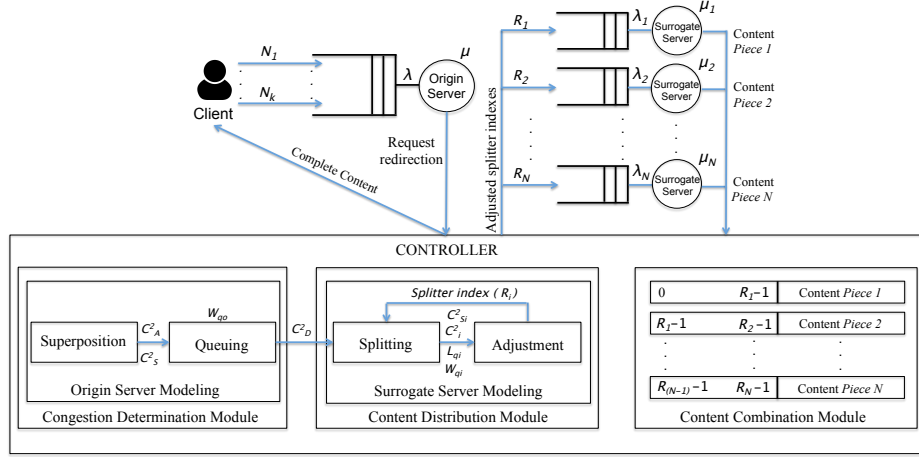 N1
Nk
Client
λ
μ
Origin
Server
Request
redirection
Complete Content
Adjusted splitter indexes
R1
λ1
μ1
Surrogate
Server
Content
Piece 1
R2
λ2
μ2
Surrogate
Server
Content
Piece 2
RN
λN
μN
Surrogate
Server
Content
Piece N
CONTROLLER
Superposition
C²A
C²S
Wqo
Queuing
Origin Server Modeling
Congestion Determination Module
C²D
Splitter index (Ri)
Splitting
C²Si
C²i
Lqi
Wqi
Adjustment
Surrogate Server Modeling
Content Distribution Module
0 R1-1 Content Piece 1
R1-1 R2-1 Content Piece 2
R(N-1)-1 RN-1 Content Piece N
Content Combination Module